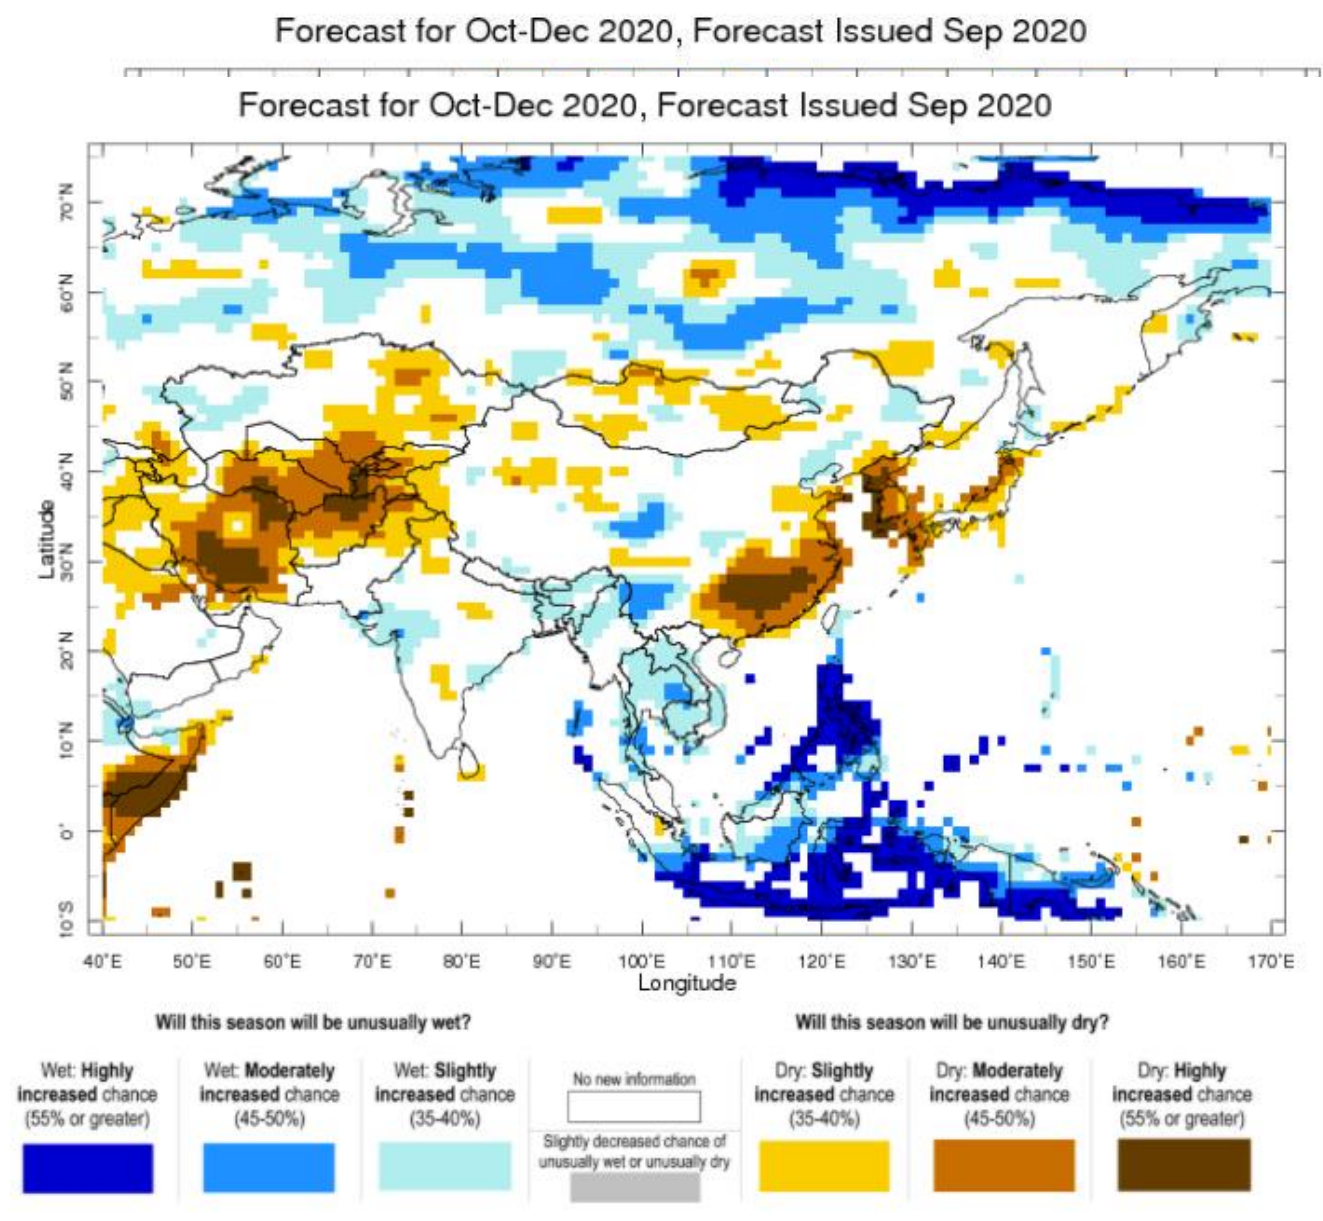 Forecast for Oct-Dec 2020, Forecast Issued Sep 2020
Forecast for Oct-Dec 2020, Forecast Issued Sep 2020
70°N
60°N
50°N
40°N
30°N
20°N
10°N
0°
10°S
Latitude
40°E 50°E 60°E 70°E 80°E 90°E 100°E 110°E 120°E 130°E 140°E 150°E 160°E 170°E
Longitude
Will this season will be unusually wet?
Will this season will be unusually dry?
Wet: Highly
increased chance
(55% or greater)
Wet: Moderately
increased chance
(45-50%)
Wet: Slightly
increased chance
(35-40%)
No new information
Slightly decreased chance of
unusually wet or unusually dry
Dry: Slightly
increased chance
(35-40%)
Dry: Moderately
increased chance
(45-50%)
Dry: Highly
increased chance
(55% or greater)